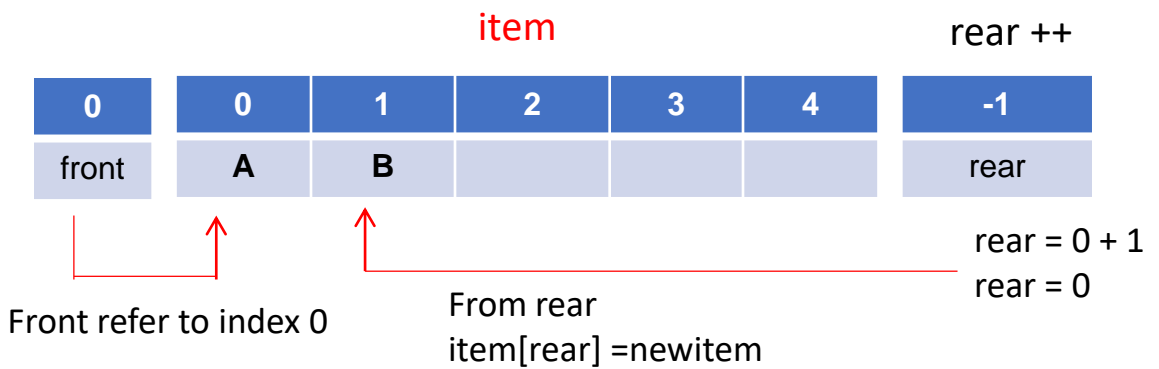 item
rear ++
0 0 1 2 3 4 -1
front A B rear
rear = 0 + 1
rear = 0
Front refer to index 0
From rear
item[rear] =newitem